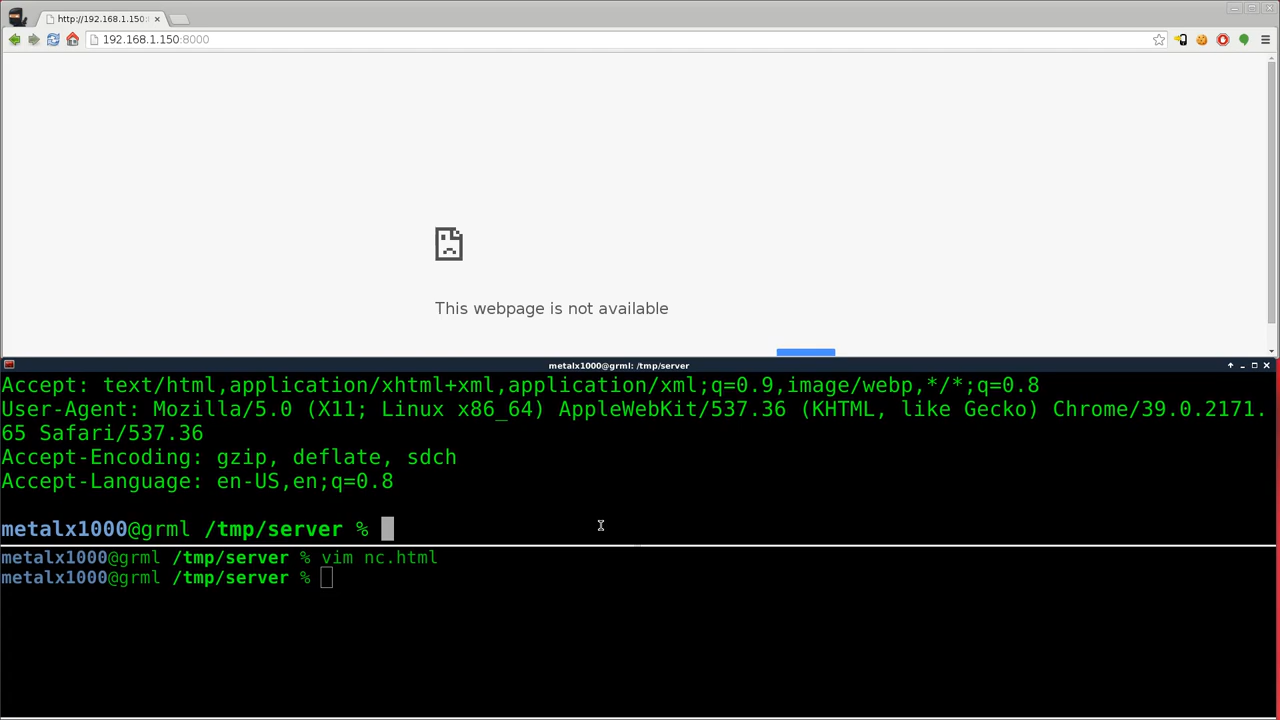 http://192.168.1.150:
192.168.1.150:8000
This webpage is not available
metalx1000@grml: /tmp/server
Accept: text/html,application/xhtml+xml,application/xml;q=0.9,image/webp,*/*;q=0.8
User-Agent: Mozilla/5.0 (X11; Linux x86_64) AppleWebKit/537.36 (KHTML, like Gecko) Chrome/39.0.2171.
65 Safari/537.36
Accept-Encoding: gzip, deflate, sdch
Accept-Language: en-US,en;q=0.8
metalx1000@grml /tmp/server %
metalx1000@grml /tmp/server % vim nc.html
metalx1000@grml /tmp/server %